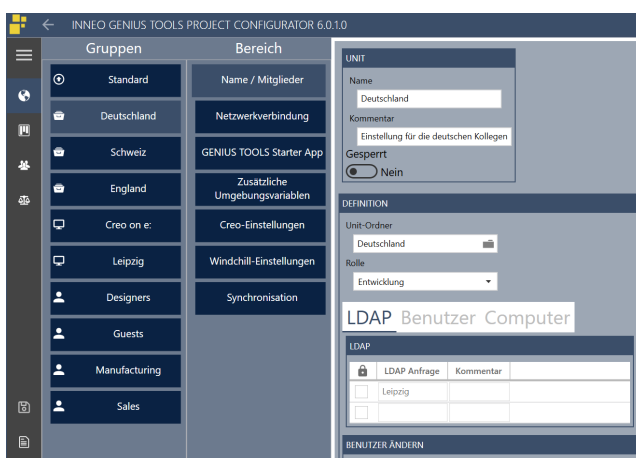 INNEO GENIUS TOOLS PROJECT CONFIGURATOR 6.0.1.0
Gruppen
Standard
Deutschland
Schweiz
England
Creo on e:
Leipzig
Designers
Guests
Manufacturing
Sales
Bereich
Name / Mitglieder
Netzwerkverbindung
GENIUS TOOLS Starter App
Zusätzliche
Umgebungsvariablen
Creo-Einstellungen
Windchill-Einstellungen
Synchronisation
UNIT
Name
Deutschland
Kommentar
Einstellung für die deutschen Kollegen
Gesperrt
Nein
DEFINITION
Unit-Ordner
Deutschland
Rolle
Entwicklung
LDAP Benutzer Computer
LDAP
LDAP Anfrage Kommentar
Leipzig
BENUTZER ÄNDERN